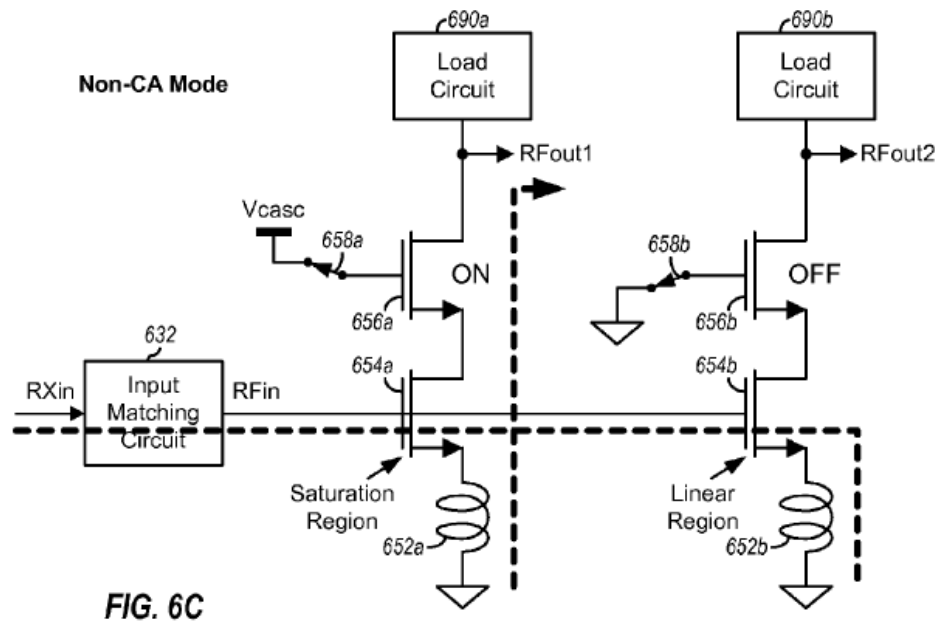 690a
690b
Load
Circuit
Load
Circuit
Non-CA Mode
RFout1
RFout2
Vcasc
658a
ON
656a
658b
OFF
656b
632
654a
654b
RXin
Input
Matching
Circuit
RFin
Saturation
Region
652a
Linear
Region
652b
FIG. 6C